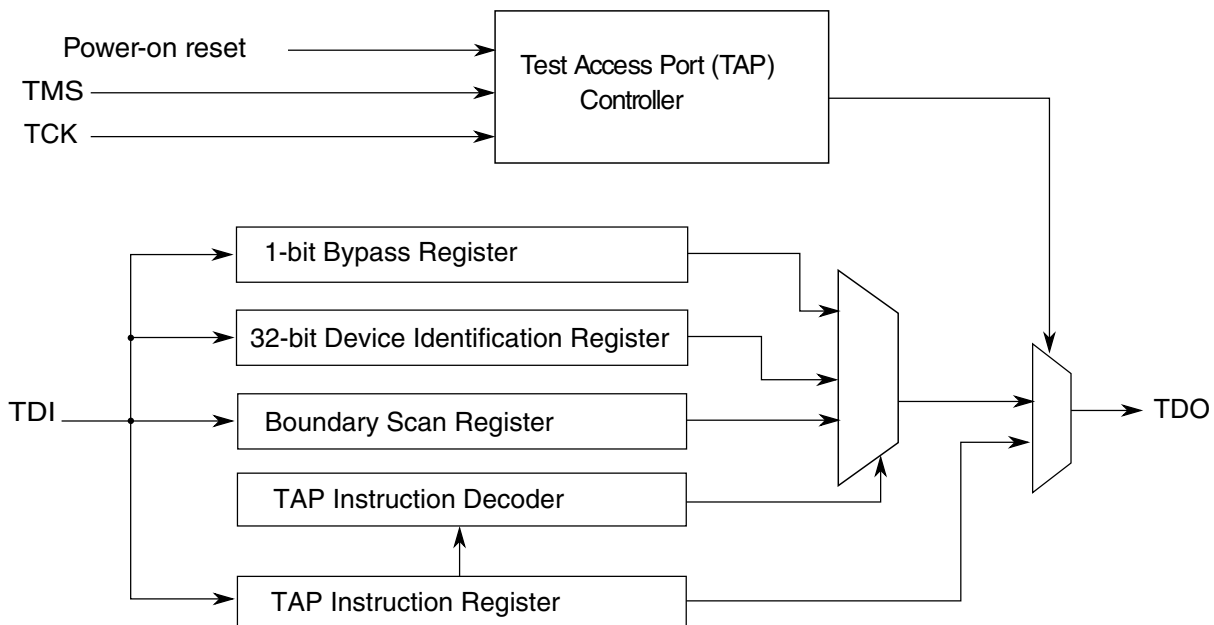 Power-on reset
TMS
TCK
Test Access Port (TAP)
Controller
1-bit Bypass Register
32-bit Device Identification Register
TDI
Boundary Scan Register
TDO
TAP Instruction Decoder
TAP Instruction Register